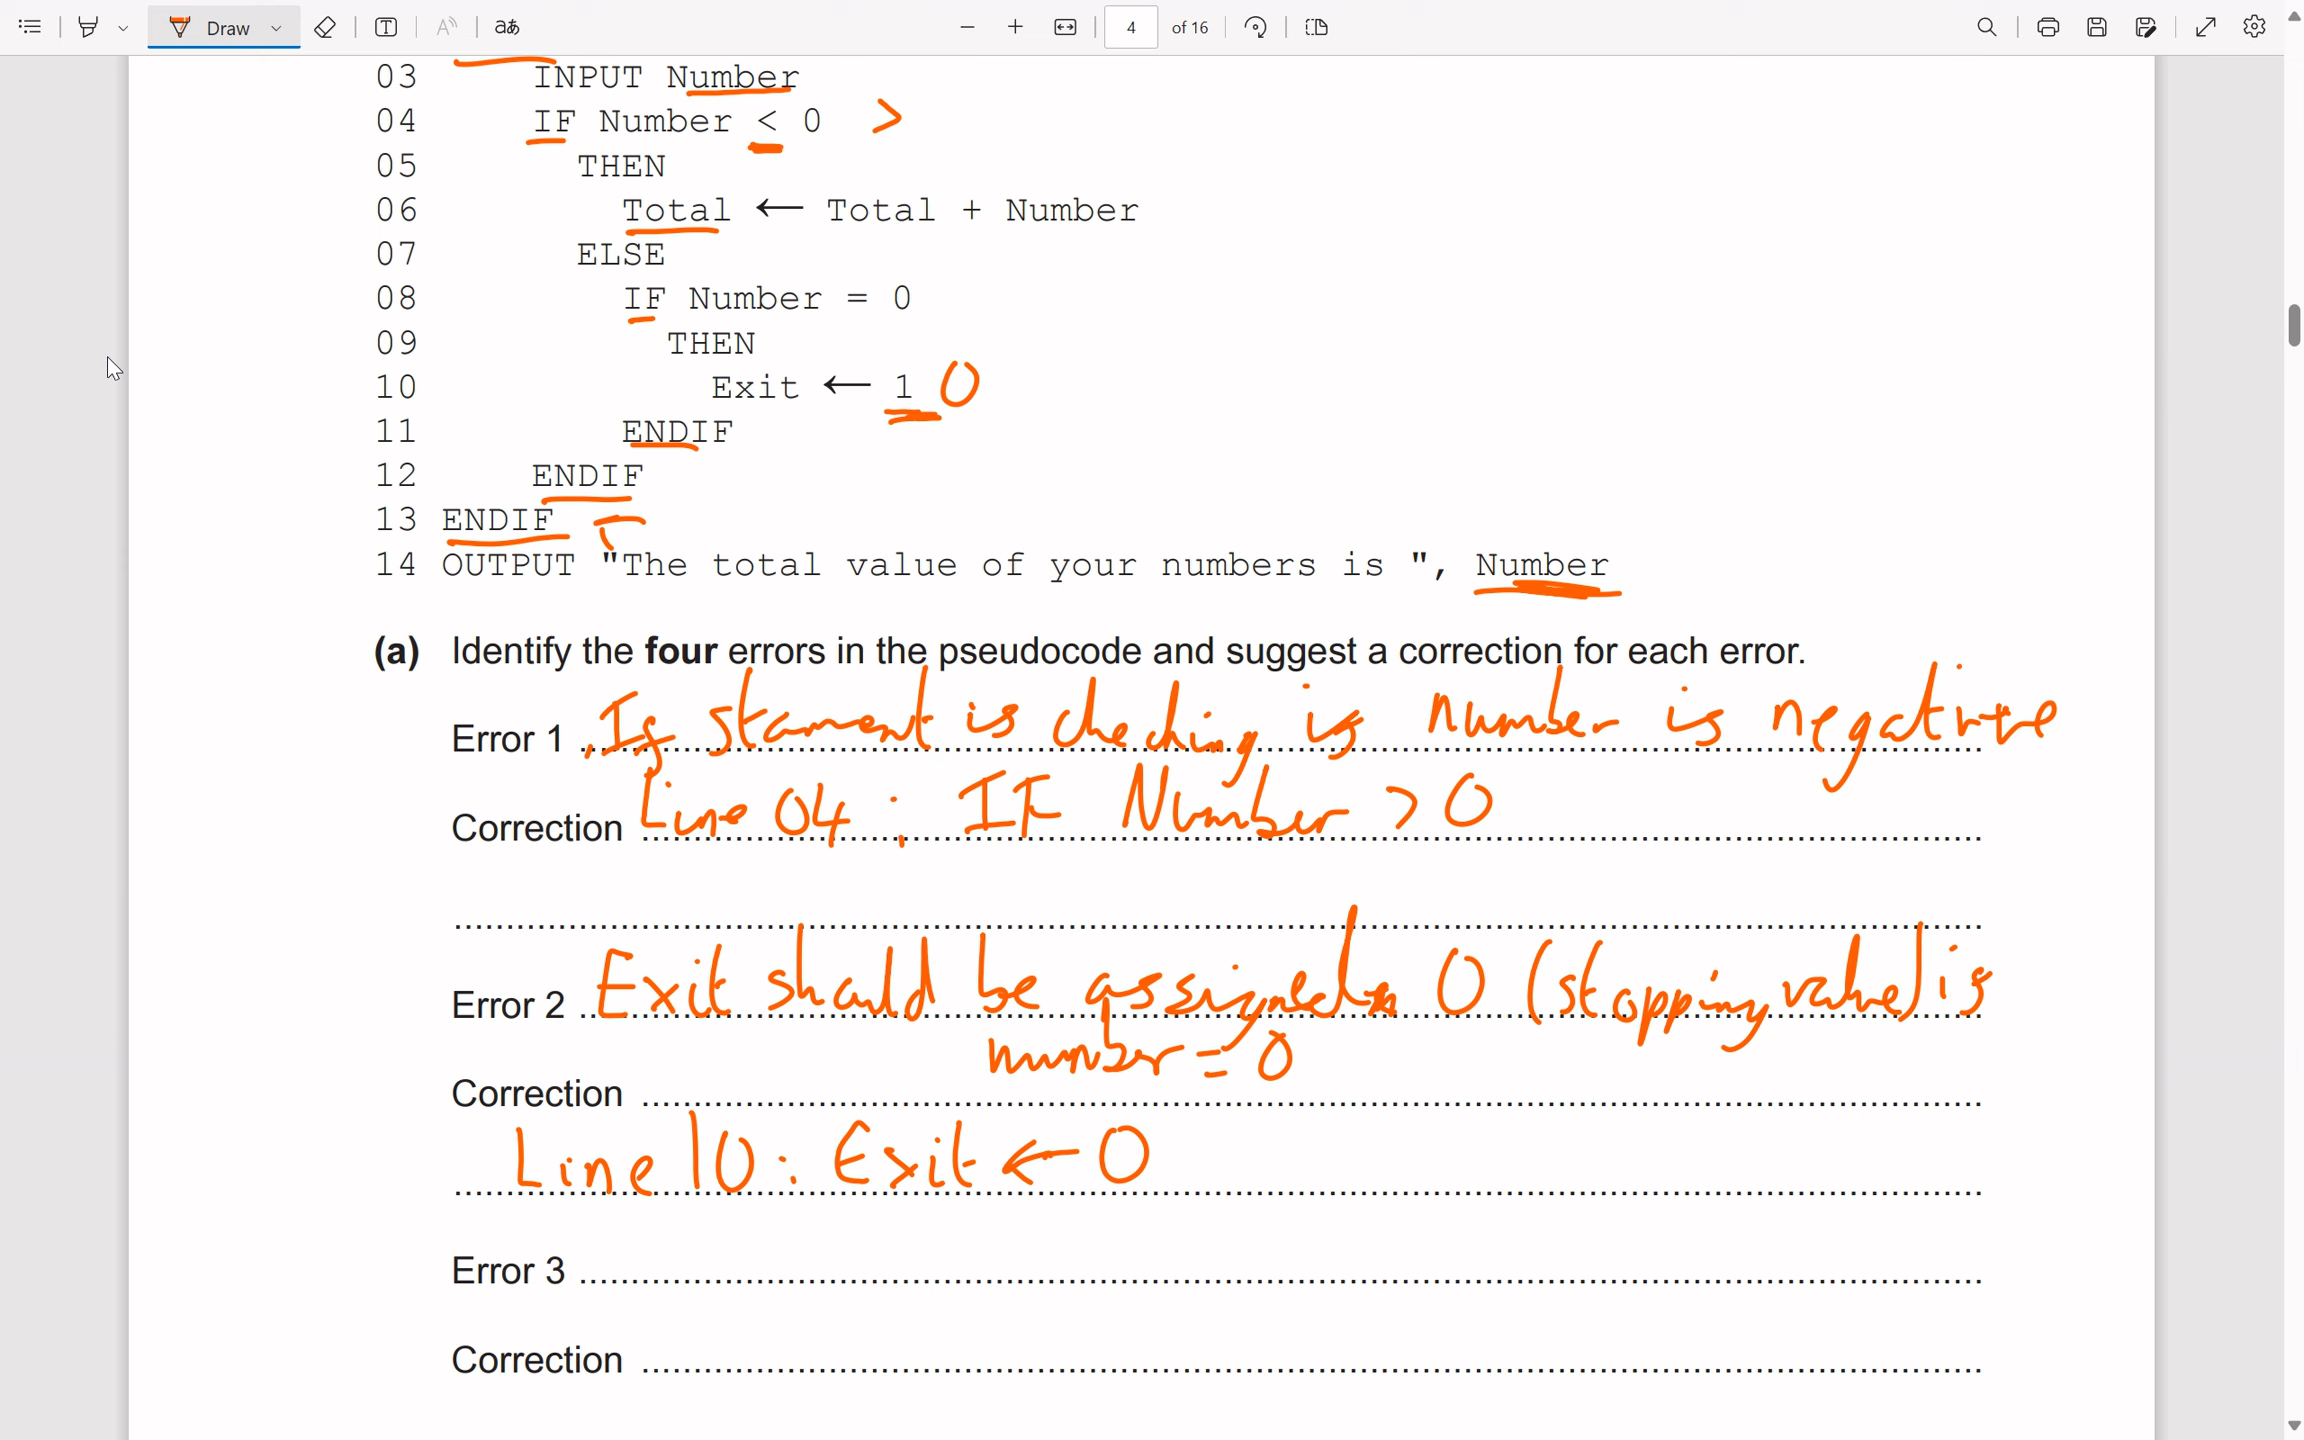 Draw
4 of 16
aあ
03 INPUT Number
04 IF Number < 0 >
05 THEN
06 Total ← Total + Number
07 ELSE
08 IF Number = 0
09 THEN
10 Exit ← 1 0
11 ENDIF
12 ENDIF
13 ENDIF
14 OUTPUT "The total value of your numbers is ", Number
(a) Identify the four errors in the pseudocode and suggest a correction for each error.
Error 1 If stament is checking if number is negative
Correction Line 04 : IF Number > 0
Error 2 Exit should be assigned 0 (stopping value) if
number = 0
Correction
Line 10 : Exit ← 0
Error 3
Correction